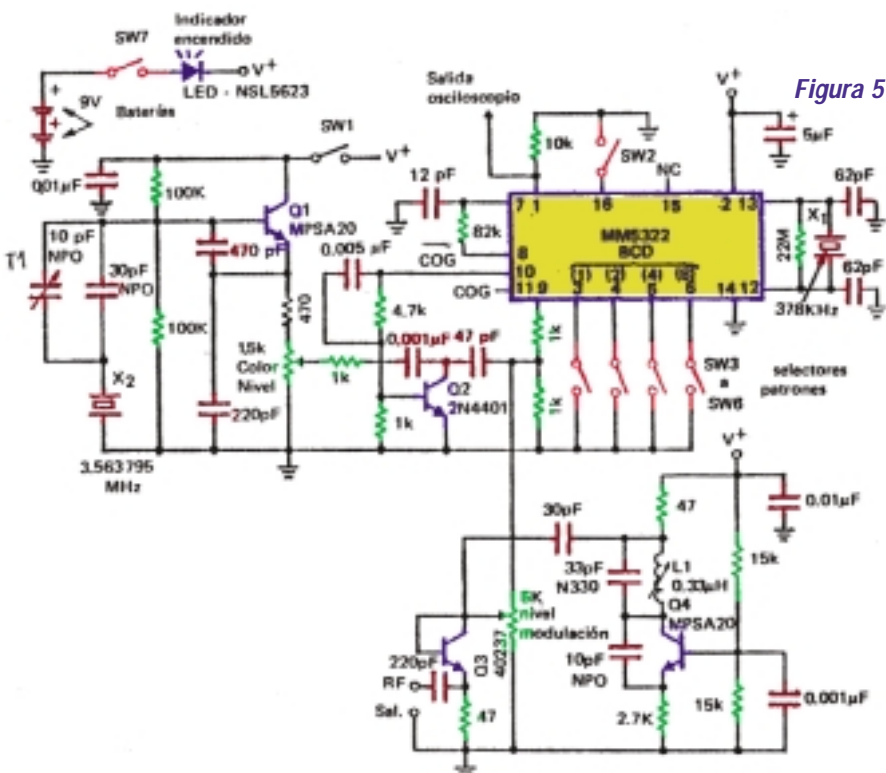 Indicador
encendido
SW7
V+
LED - NSL5623
9V
Baterías
SW1
V+
Salida
osciloscopio
V+
Figura 5
5µF
10k
SW2
NC
12 pF
62pF
7 1 16 15 2 13
X1
82k
MM5322
BCD
22M
COG
8
10
(1) (2) (4) (8)
COG
11 9 3 4 5 6 14 12
62pF
378KHz
0,01µF
100K
Q1
MPSA20
10 pF
NPO
T1
30pF
NPO
470 pF
0.005 µF
470
4.7k
1k
100K
1,5k
Color
Nivel
0,001µF
47 pF
SW3
a
SW6
selectores
patrones
X2
1k
Q2
2N4401
1k
1k
220pF
3.563795
MHz
V+
30pF
47
0.01µF
33pF
N330
L1
0.33µH
15k
Q4
MPSA20
5K
nivel
modulación
40237
Q3
220pF
10pF
NPO
RF
Sal.
47
2.7K
15k
0.001µF